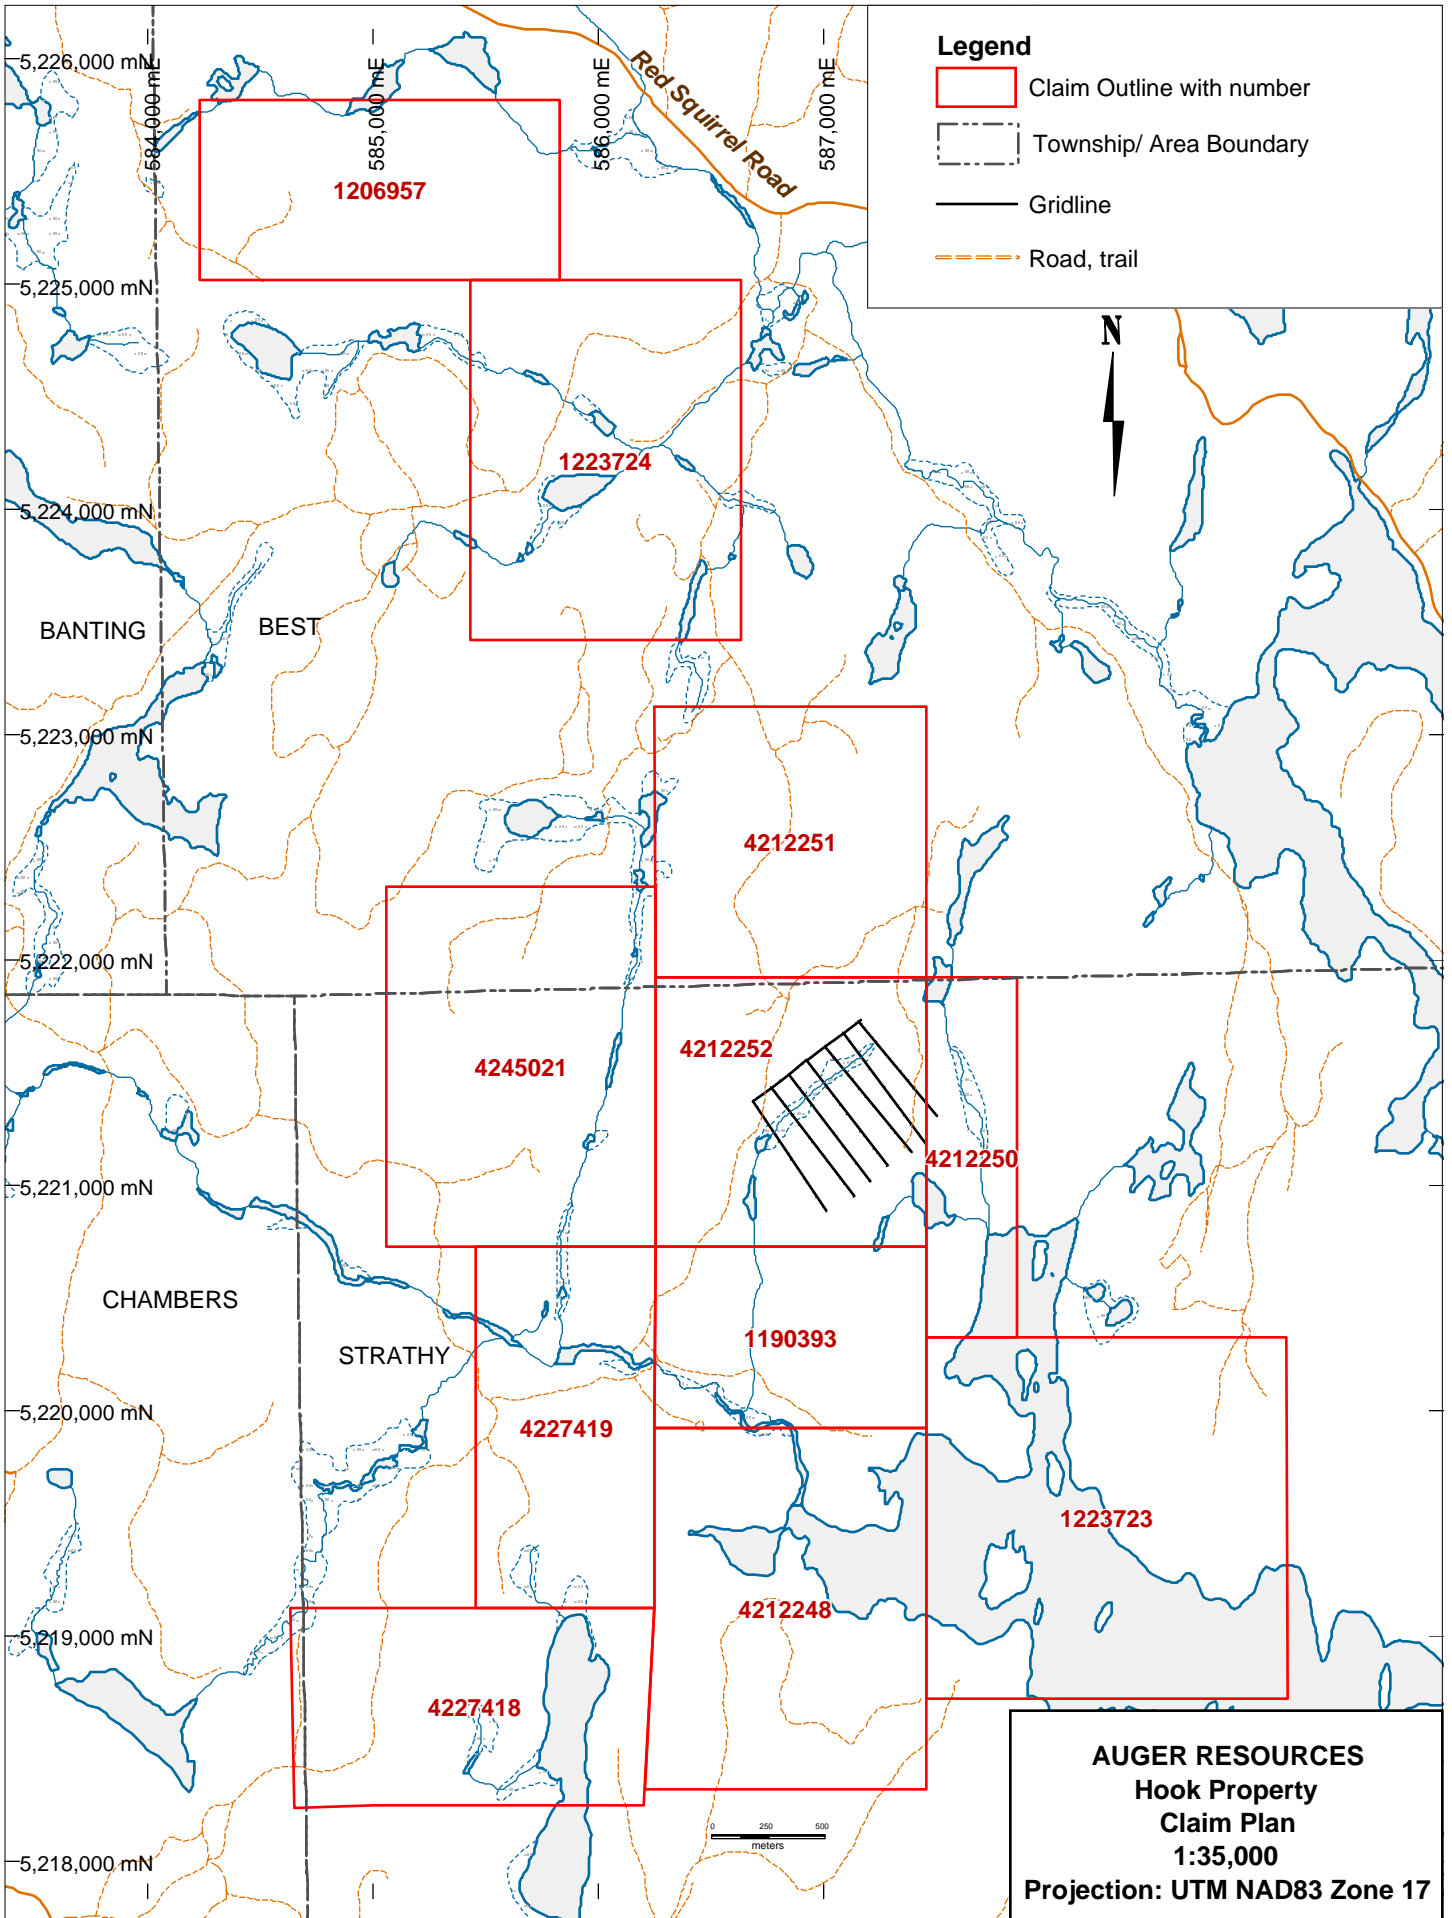 Legend
Claim Outline with number
Township/ Area Boundary
Gridline
Road, trail
5,226,000 mN
584,000 mE
585,000 mE
586,000 mE
587,000 mE
Red Squirrel Road
1206957
5,225,000 mN
N
1223724
5,224,000 mN
BANTING
BEST
5,223,000 mN
4212251
5,222,000 mN
4212252
4245021
4212250
5,221,000 mN
CHAMBERS
1190393
STRATHY
5,220,000 mN
4227419
1223723
4212248
5,219,000 mN
4227418
0 250 500
meters
5,218,000 mN
AUGER RESOURCES
Hook Property
Claim Plan
1:35,000
Projection: UTM NAD83 Zone 17